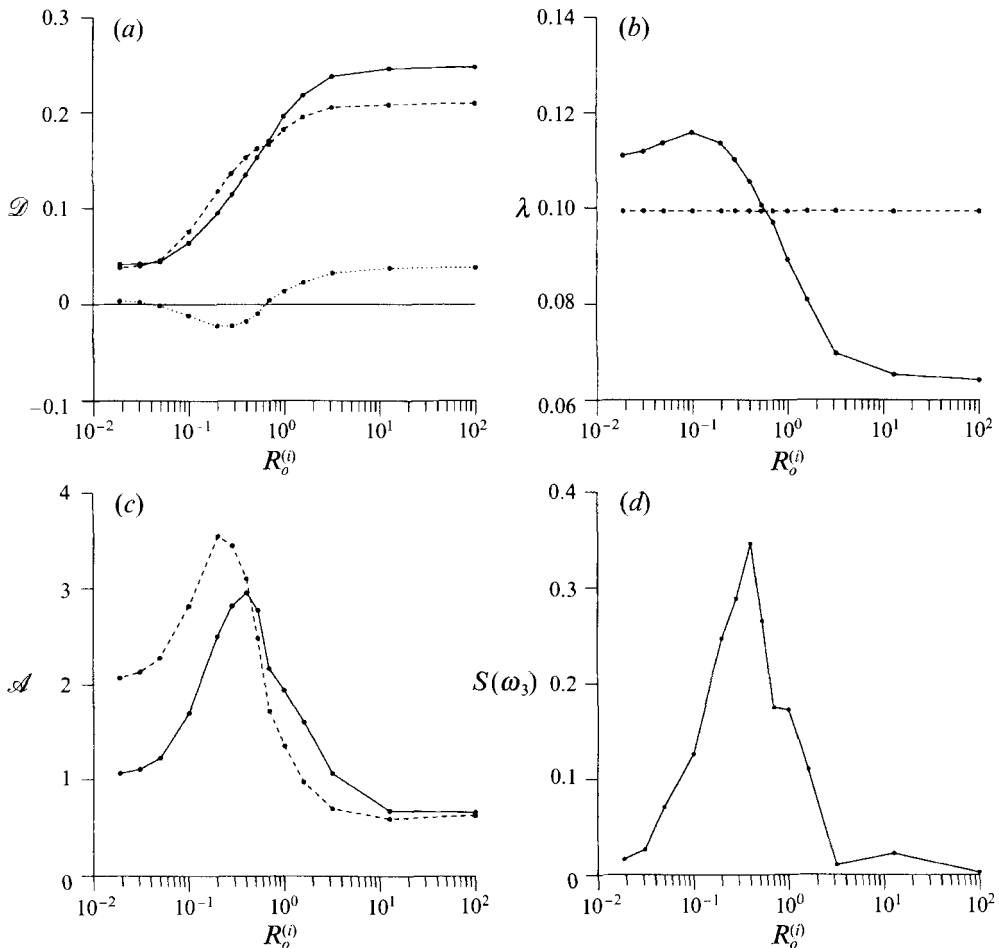 (a)
0.3
0.2
𝒟 0.1
0
−0.1
10^{-2} 10^{-1} 10^{0} 10^{1} 10^{2}
R_o^{(i)}
(b)
0.14
0.12
λ 0.10
0.08
0.06
10^{-2} 10^{-1} 10^{0} 10^{1} 10^{2}
R_o^{(i)}
(c)
4
3
𝒜 2
1
0
10^{-2} 10^{-1} 10^{0} 10^{1} 10^{2}
R_o^{(i)}
(d)
0.4
0.3
S(ω_3) 0.2
0.1
0
10^{-2} 10^{-1} 10^{0} 10^{1} 10^{2}
R_o^{(i)}